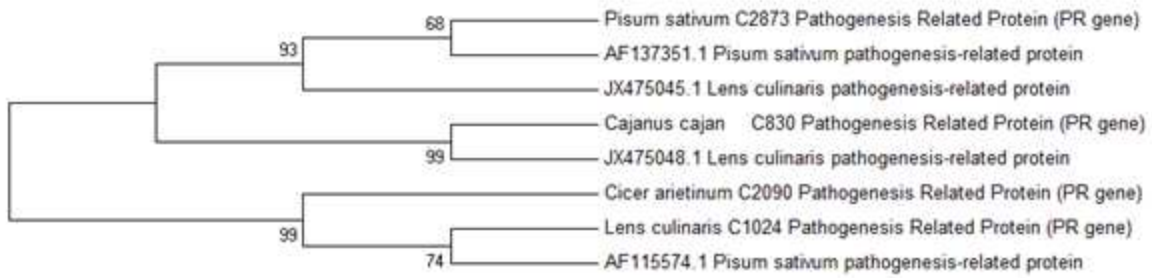 68
Pisum sativum C2873 Pathogenesis Related Protein (PR gene)
93
AF137351.1 Pisum sativum pathogenesis-related protein
JX475045.1 Lens culinaris pathogenesis-related protein
Cajanus cajan C830 Pathogenesis Related Protein (PR gene)
99
JX475048.1 Lens culinaris pathogenesis-related protein
Cicer arietinum C2090 Pathogenesis Related Protein (PR gene)
99
Lens culinaris C1024 Pathogenesis Related Protein (PR gene)
74
AF115574.1 Pisum sativum pathogenesis-related protein